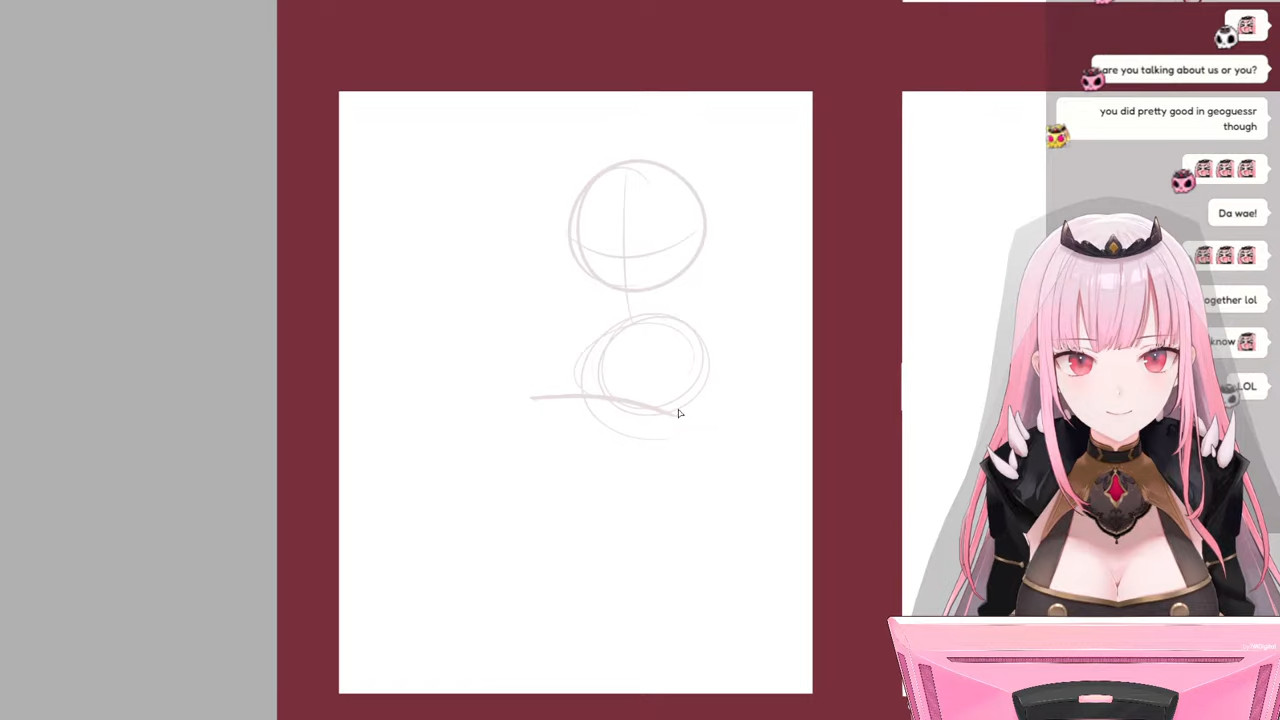 are you talking about us or you?
you did pretty good in geoguessr
though
Da wae!
ogether lol
know
LOL